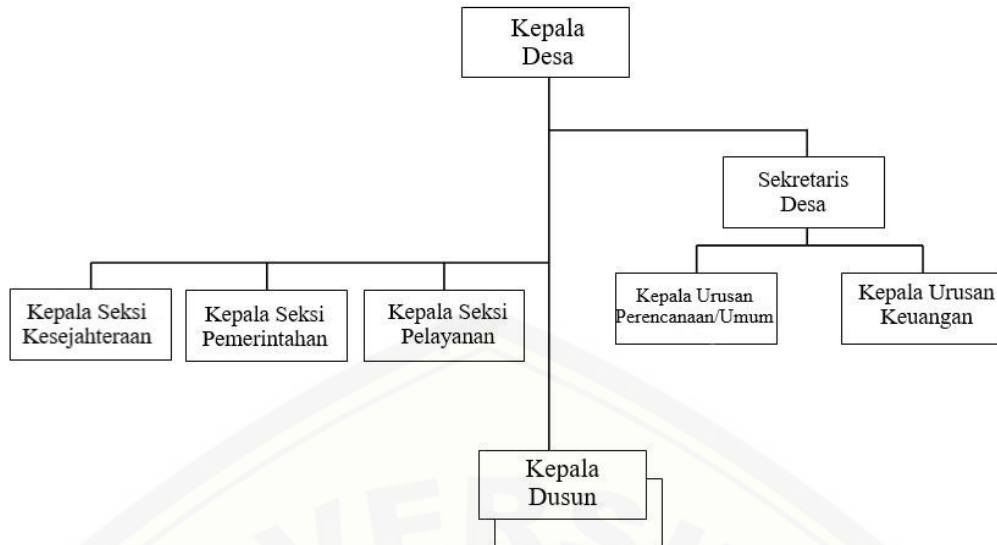 Kepala
Desa
Sekretaris
Desa
Kepala Seksi
Kesejahteraan
Kepala Seksi
Pemerintahan
Kepala Seksi
Pelayanan
Kepala Urusan
Perencanaan/Umum
Kepala Urusan
Keuangan
Kepala
Dusun